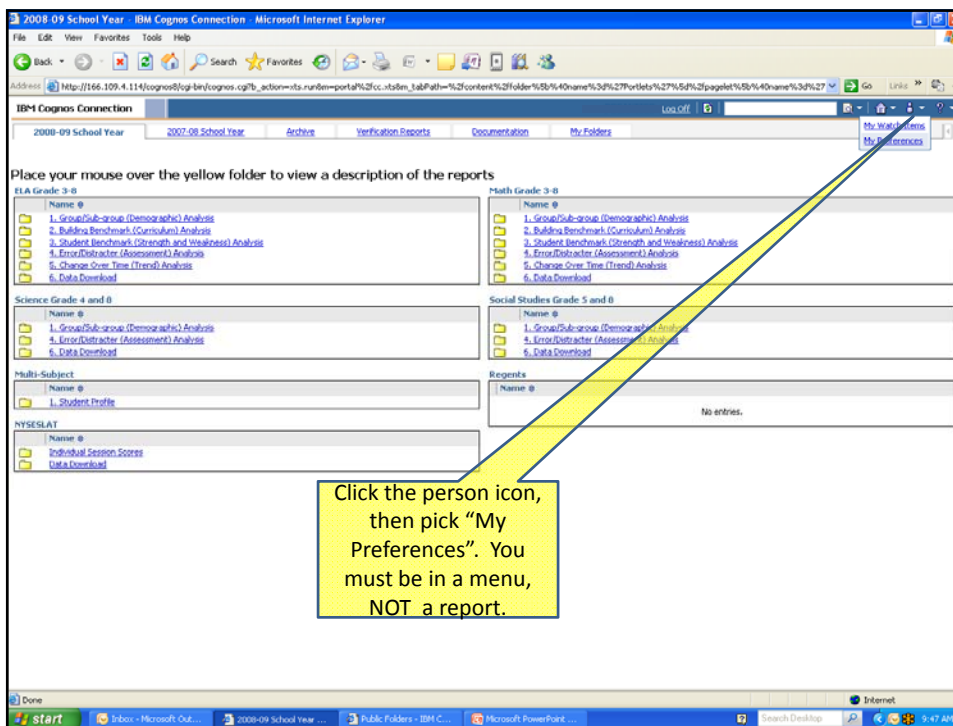 2008-09 School Year - IBM Cognos Connection - Microsoft Internet Explorer
File Edit View Favorites Tools Help
Back Search Favorites
Address http://166.109.4.114/cognos8/cgi-bin/cognos.cgi?b_action=xts.run&m=portal%2fcc.xts&m_tabPath=%2fcontent%2ffolder%5b%40name%3d%27Portlets%27%5d%2fpagelet%5b%40name%3d%27 Go Links »
IBM Cognos Connection Log Off
2008-09 School Year 2007-08 School Year Archive Verification Reports Documentation My Folders
My Watch Items
My Preferences
Place your mouse over the yellow folder to view a description of the reports
ELA Grade 3-8
Name
1. Group/Sub-group (Demographic) Analysis
2. Building Benchmark (Curriculum) Analysis
3. Student Benchmark (Strength and Weakness) Analysis
4. Error/Distracter (Assessment) Analysis
5. Change Over Time (Trend) Analysis
6. Data Download
Math Grade 3-8
Name
1. Group/Sub-group (Demographic) Analysis
2. Building Benchmark (Curriculum) Analysis
3. Student Benchmark (Strength and Weakness) Analysis
4. Error/Distracter (Assessment) Analysis
5. Change Over Time (Trend) Analysis
6. Data Download
Science Grade 4 and 8
Name
1. Group/Sub-group (Demographic) Analysis
4. Error/Distracter (Assessment) Analysis
6. Data Download
Social Studies Grade 5 and 8
Name
1. Group/Sub-group (Demographic) Analysis
4. Error/Distracter (Assessment) Analysis
6. Data Download
Multi-Subject
Name
1. Student Profile
Regents
Name
No entries.
NYSESLAT
Name
Individual Session Scores
Data Download
Click the person icon,
then pick “My
Preferences”. You
must be in a menu,
NOT a report.
Done Internet
start Inbox - Microsoft Out... 2008-09 School Year ... Public Folders - IBM C... Microsoft PowerPoint ... Search Desktop 9:47 AM